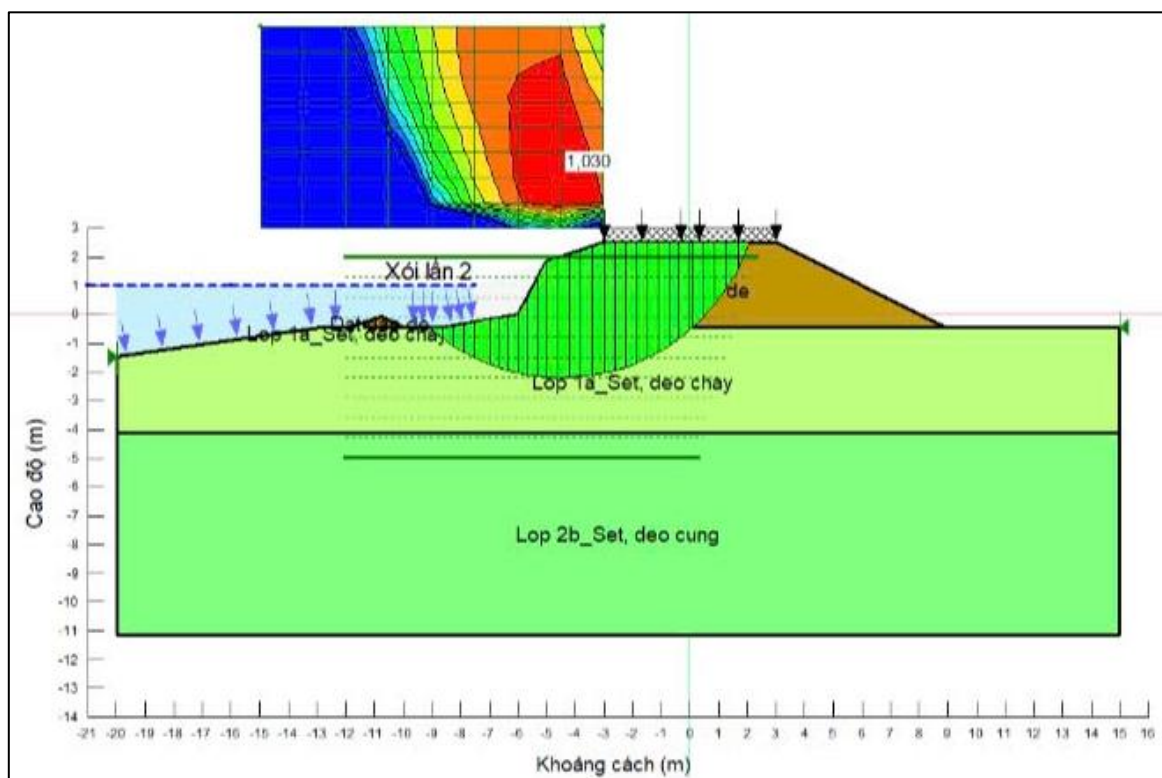 1,030
3
2
1
0
-1
-2
-3
-4
-5
-6
-7
-8
-9
-10
-11
-12
-13
-14
Cao độ (m)
Xói lần 2
de
Lop 1a_Set, deo chay
Lop 1a_Set, deo chay
Lop 2b_Set, deo cung
-21 -20 -19 -18 -17 -16 -15 -14 -13 -12 -11 -10 -9 -8 -7 -6 -5 -4 -3 -2 -1 0 1 2 3 4 5 6 7 8 9 10 11 12 13 14 15 16
Khoảng cách (m)